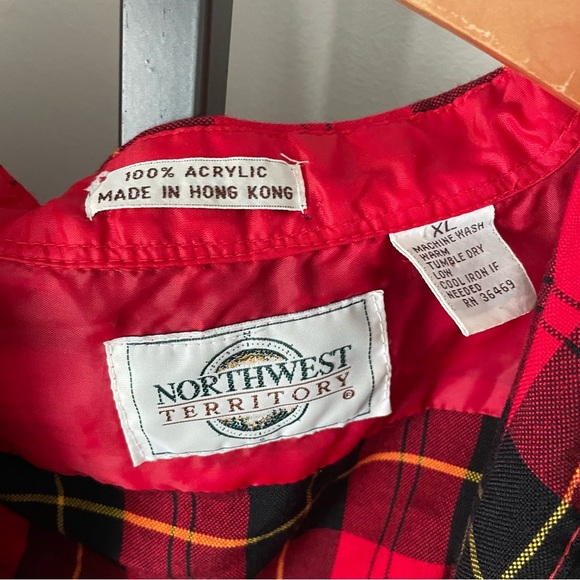 100% ACRYLIC
MADE IN HONG KONG
XL
MACHINE WASH
WARM
TUMBLE DRY
LOW
COOL IRON IF
NEEDED
RN 36469
NORTHWEST
TERRITORY ®